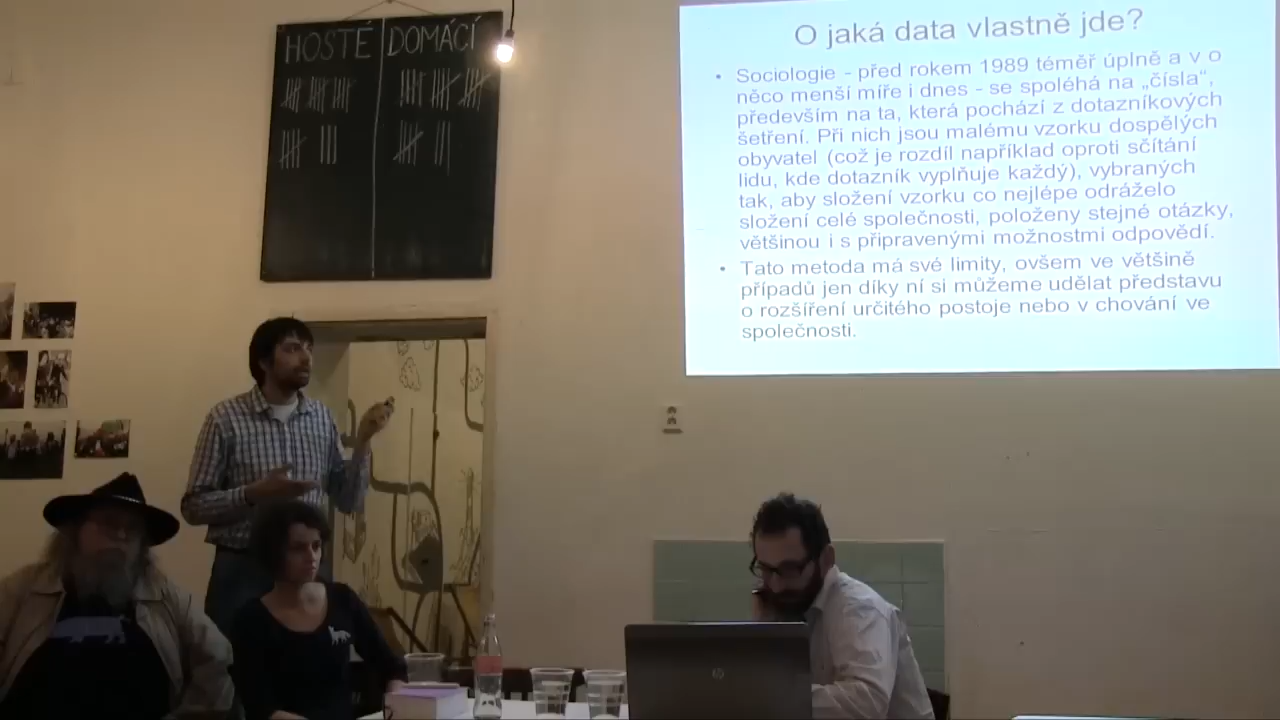 HOSTÉ DOMÁCÍ
O jaká data vlastně jde?
• Sociologie - před rokem 1989 téměř úplně a v o
něco menší míře i dnes - se spoléhá na „čísla“,
především na ta, která pochází z dotazníkových
šetření. Při nich jsou malému vzorku dospělých
obyvatel (což je rozdíl například oproti sčítání
lidu, kde dotazník vyplňuje každý), vybraných
tak, aby složení vzorku co nejlépe odráželo
složení celé společnosti, položeny stejné otázky,
většinou i s připravenými možnostmi odpovědí.
• Tato metoda má své limity, ovšem ve většině
případů jen díky ní si můžeme udělat představu
o rozšíření určitého postoje nebo v chování ve
společnosti.
hp